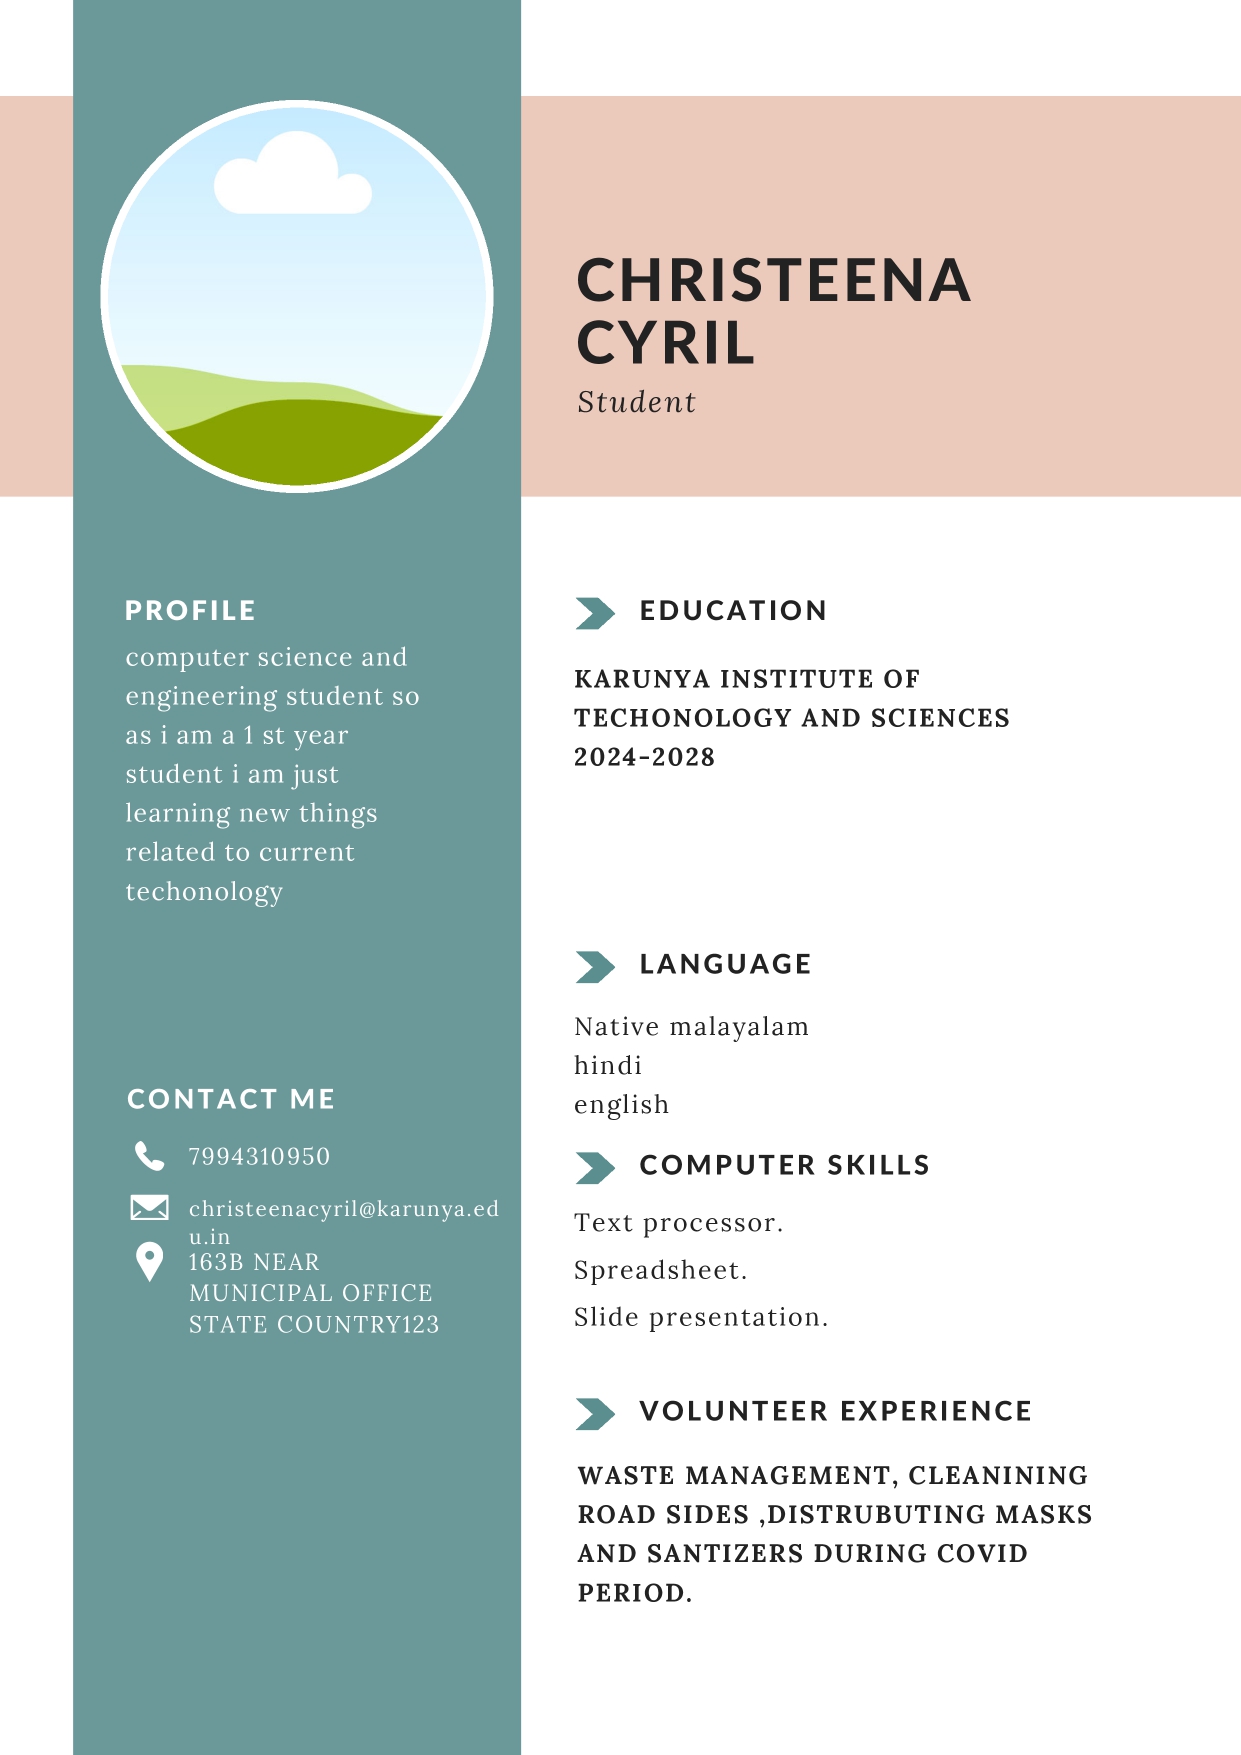 CHRISTEENA
CYRIL
Student
PROFILE
computer science and
engineering student so
as i am a 1 st year
student i am just
learning new things
related to current
techonology
CONTACT ME
7994310950
christeenacyril@karunya.ed
u.in
163B NEAR
MUNICIPAL OFFICE
STATE COUNTRY123
EDUCATION
KARUNYA INSTITUTE OF
TECHONOLOGY AND SCIENCES
2024-2028
LANGUAGE
Native malayalam
hindi
english
COMPUTER SKILLS
Text processor.
Spreadsheet.
Slide presentation.
VOLUNTEER EXPERIENCE
WASTE MANAGEMENT, CLEANINING
ROAD SIDES ,DISTRUBUTING MASKS
AND SANTIZERS DURING COVID
PERIOD.